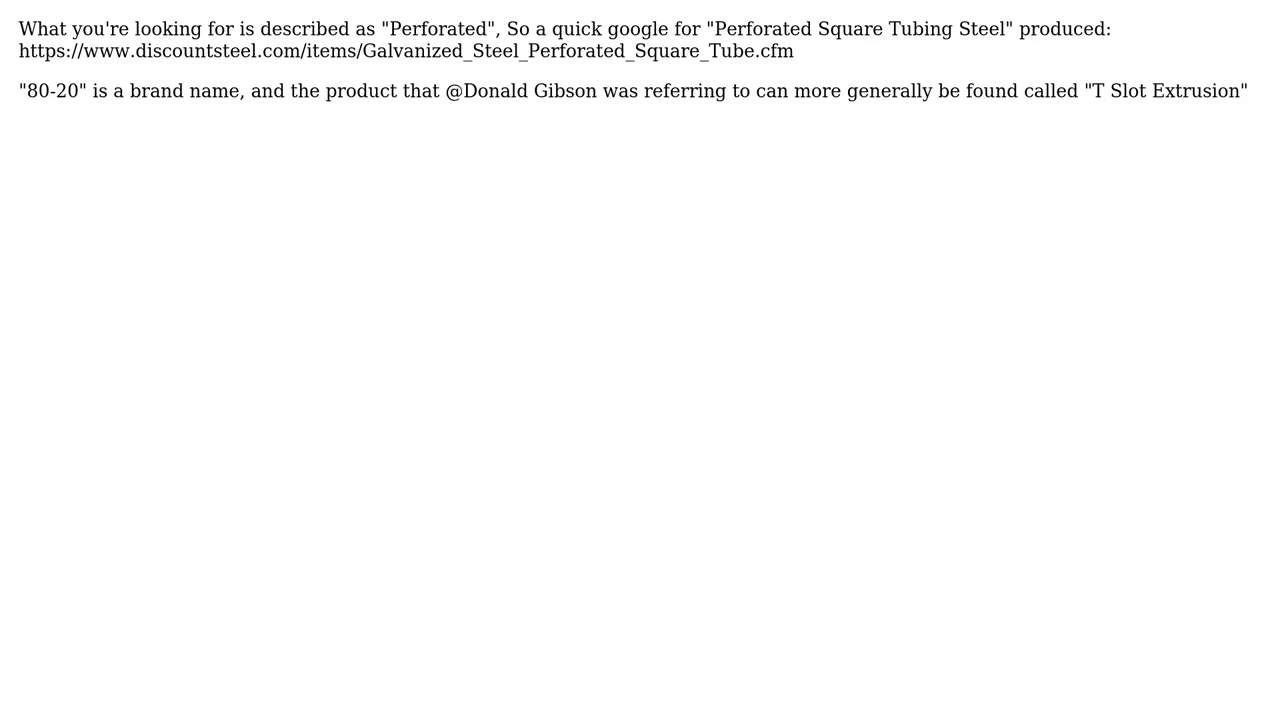 What you're looking for is described as "Perforated", So a quick google for "Perforated Square Tubing Steel" produced:
https://www.discountsteel.com/items/Galvanized_Steel_Perforated_Square_Tube.cfm
"80-20" is a brand name, and the product that @Donald Gibson was referring to can more generally be found called "T Slot Extrusion"